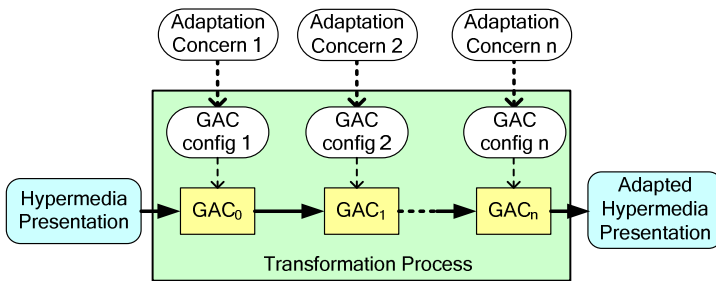 Adaptation
Concern 1
Adaptation
Concern 2
Adaptation
Concern n
GAC
config 1
GAC
config 2
GAC
config n
Hypermedia
Presentation
GAC0
GAC1
GACn
Adapted
Hypermedia
Presentation
Transformation Process